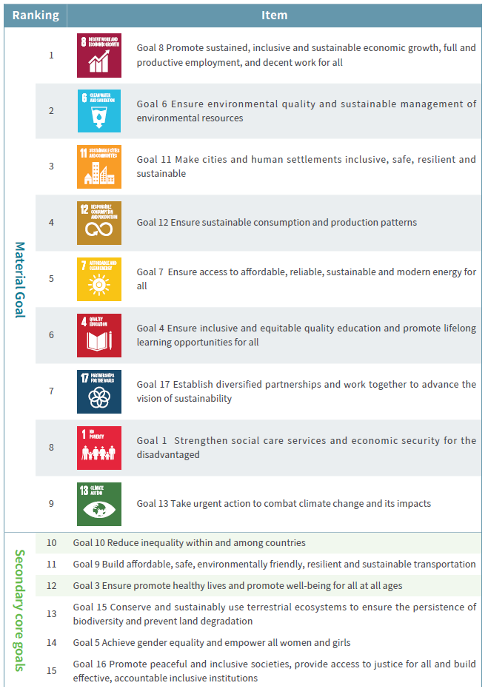 Ranking Item
Material Goal
1
8 DECENT WORK AND
ECONOMIC GROWTH
Goal 8 Promote sustained, inclusive and sustainable economic growth, full and
productive employment, and decent work for all
2
6 CLEAN WATER
AND SANITATION
Goal 6 Ensure environmental quality and sustainable management of
environmental resources
3
11 SUSTAINABLE CITIES
AND COMMUNITIES
Goal 11 Make cities and human settlements inclusive, safe, resilient and
sustainable
4
12 RESPONSIBLE
CONSUMPTION
AND PRODUCTION
Goal 12 Ensure sustainable consumption and production patterns
5
7 AFFORDABLE AND
CLEAN ENERGY
Goal 7 Ensure access to affordable, reliable, sustainable and modern energy for
all
6
4 QUALITY
EDUCATION
Goal 4 Ensure inclusive and equitable quality education and promote lifelong
learning opportunities for all
7
17 PARTNERSHIPS
FOR THE GOALS
Goal 17 Establish diversified partnerships and work together to advance the
vision of sustainability
8
1 NO
POVERTY
Goal 1 Strengthen social care services and economic security for the
disadvantaged
9
13 CLIMATE
ACTION
Goal 13 Take urgent action to combat climate change and its impacts
Secondary core goals
10 Goal 10 Reduce inequality within and among countries
11 Goal 9 Build affordable, safe, environmentally friendly, resilient and sustainable transportation
12 Goal 3 Ensure promote healthy lives and promote well-being for all at all ages
13 Goal 15 Conserve and sustainably use terrestrial ecosystems to ensure the persistence of
biodiversity and prevent land degradation
14 Goal 5 Achieve gender equality and empower all women and girls
15 Goal 16 Promote peaceful and inclusive societies, provide access to justice for all and build
effective, accountable inclusive institutions